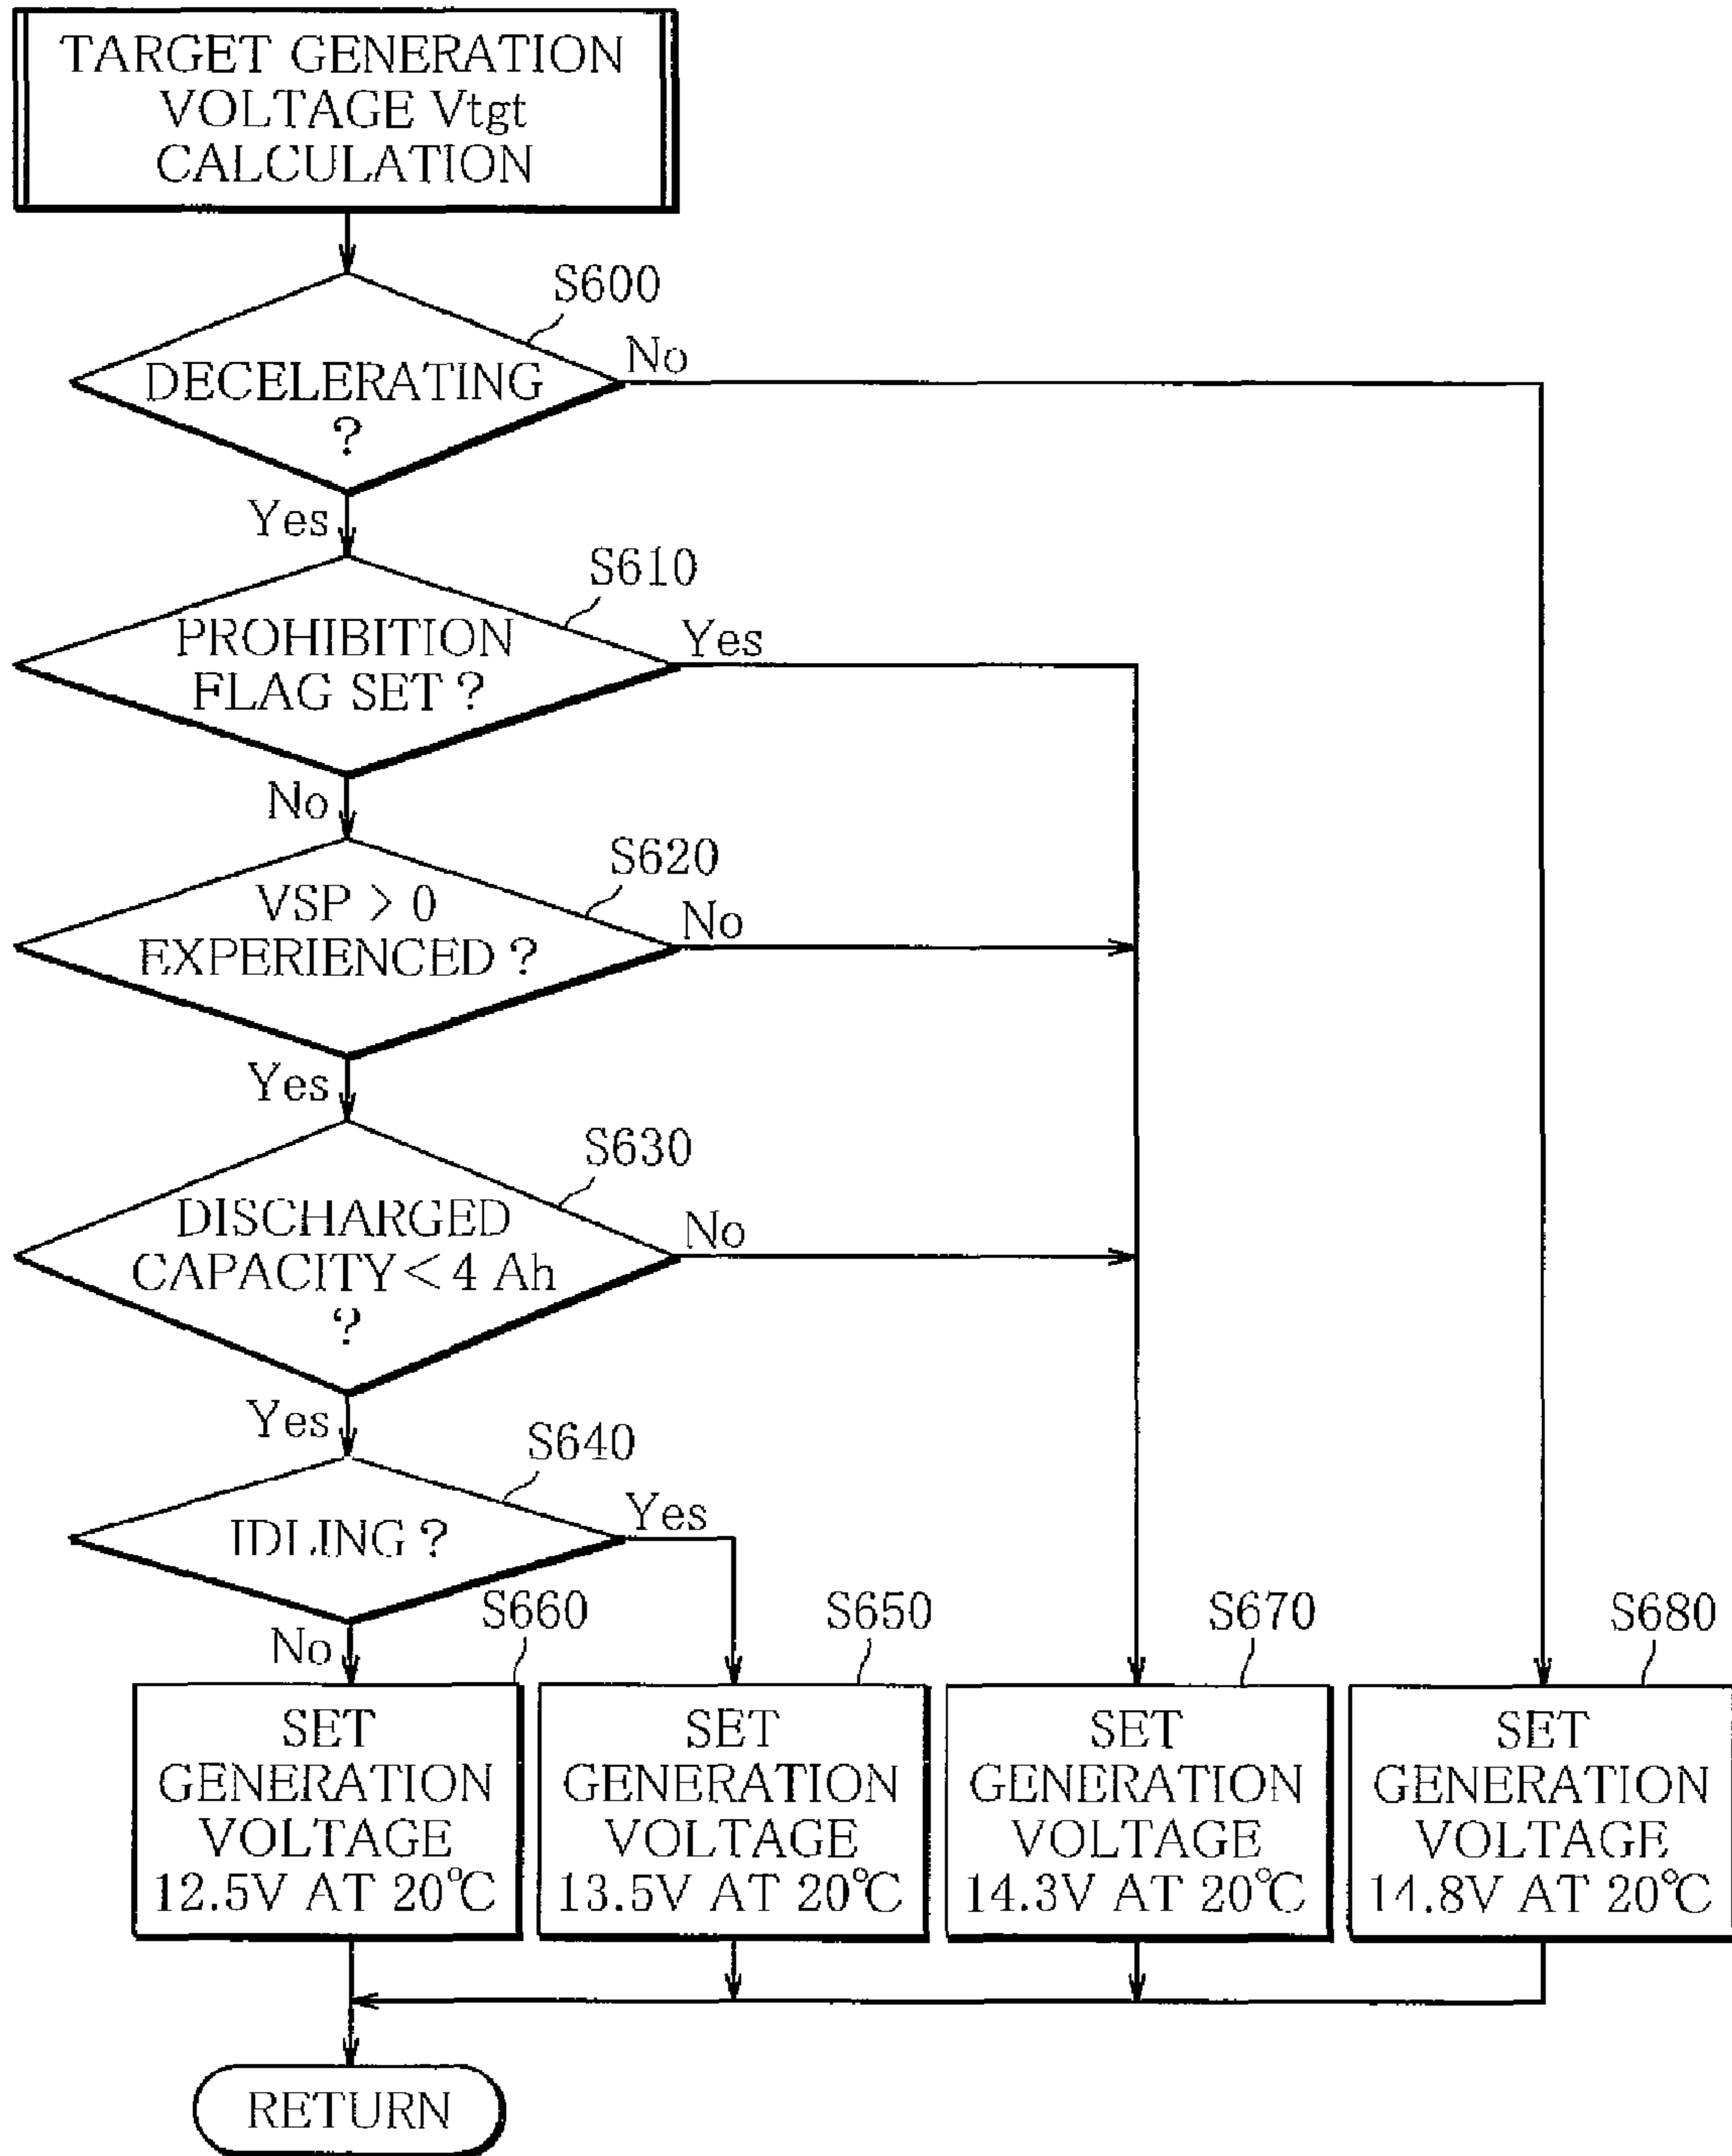 TARGET GENERATION
VOLTAGE Vtgt
CALCULATION
S600
DECELERATING
?
No
Yes
S610
PROHIBITION
FLAG SET ?
Yes
No
S620
VSP > 0
EXPERIENCED ?
No
Yes
S630
DISCHARGED
CAPACITY < 4 Ah
?
No
Yes
S640
IDLING ?
Yes
No
S660
SET
GENERATION
VOLTAGE
12.5V AT 20℃
S650
SET
GENERATION
VOLTAGE
13.5V AT 20℃
S670
SET
GENERATION
VOLTAGE
14.3V AT 20℃
S680
SET
GENERATION
VOLTAGE
14.8V AT 20℃
RETURN